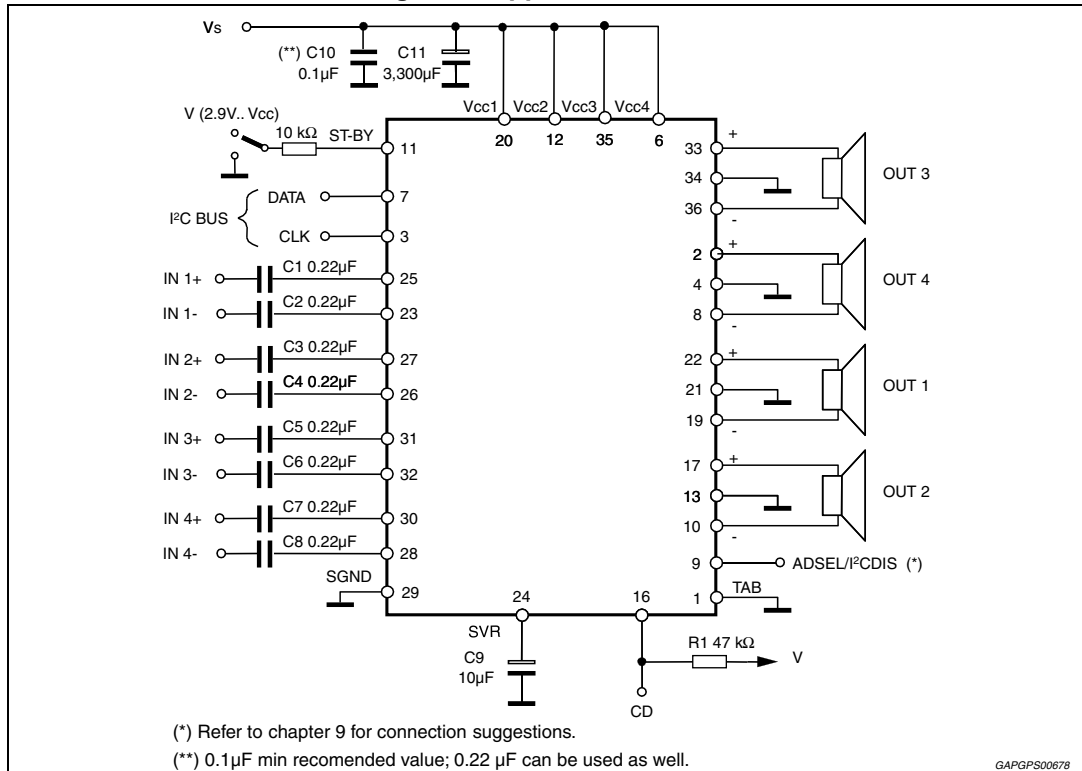 Vs
(**) C10
0.1µF
C11
3,300µF
V (2.9V.. Vcc)
10 kΩ
ST-BY
11
Vcc1
Vcc2
Vcc3
Vcc4
20
12
35
6
I²C BUS
DATA
7
CLK
3
IN 1+
C1 0.22µF
25
IN 1-
C2 0.22µF
23
IN 2+
C3 0.22µF
27
IN 2-
C4 0.22µF
26
IN 3+
C5 0.22µF
31
IN 3-
C6 0.22µF
32
IN 4+
C7 0.22µF
30
IN 4-
C8 0.22µF
28
SGND
29
33
+
34
36
-
OUT 3
2
+
4
8
-
OUT 4
22
+
21
19
-
OUT 1
17
+
13
10
-
OUT 2
9
ADSEL/I²CDIS (*)
1
TAB
24
SVR
C9
10µF
16
R1 47 kΩ
V
CD
(*) Refer to chapter 9 for connection suggestions.
(**) 0.1µF min recomended value; 0.22 µF can be used as well.
GAPGPS00678